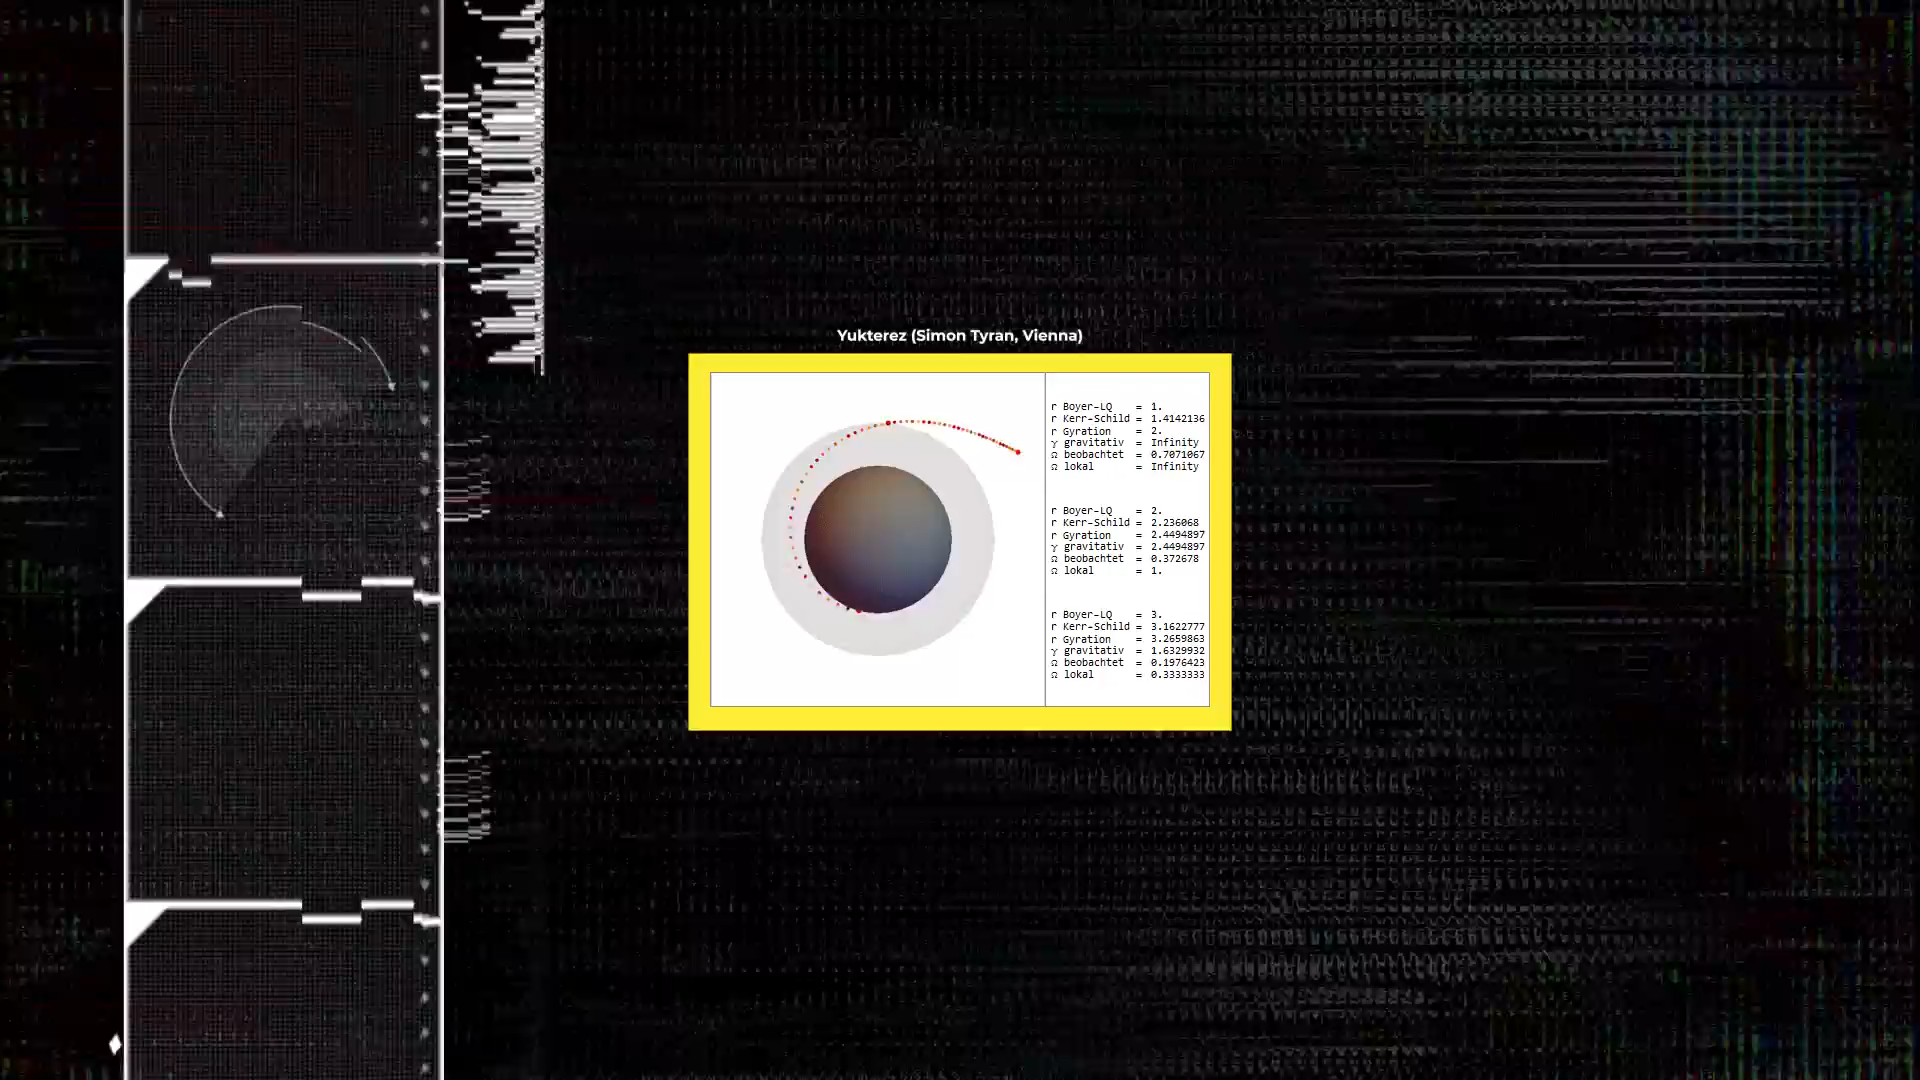 Yukterez (Simon Tyran, Vienna)
r Boyer-LQ = 1.
r Kerr-Schild = 1.4142136
r Gyration = 2.
γ gravitativ = Infinity
Ω beobachtet = 0.7071067
Ω lokal = Infinity
r Boyer-LQ = 2.
r Kerr-Schild = 2.236068
r Gyration = 2.4494897
γ gravitativ = 2.4494897
Ω beobachtet = 0.372678
Ω lokal = 1.
r Boyer-LQ = 3.
r Kerr-Schild = 3.1622777
r Gyration = 3.2659863
γ gravitativ = 1.6329932
Ω beobachtet = 0.1976423
Ω lokal = 0.3333333